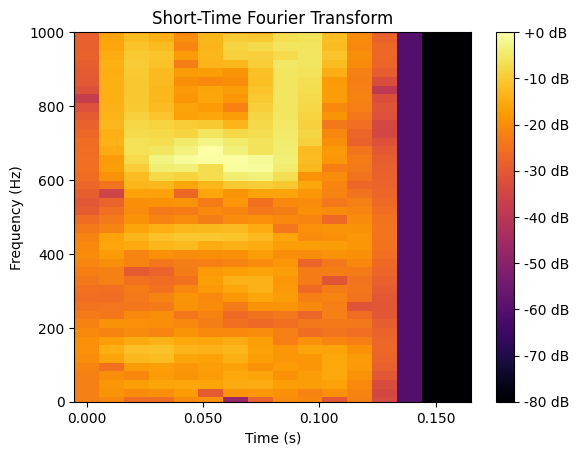 Short-Time Fourier Transform
1000
800
600
400
200
0
Frequency (Hz)
0.000
0.050
0.100
0.150
Time (s)
+0 dB
-10 dB
-20 dB
-30 dB
-40 dB
-50 dB
-60 dB
-70 dB
-80 dB